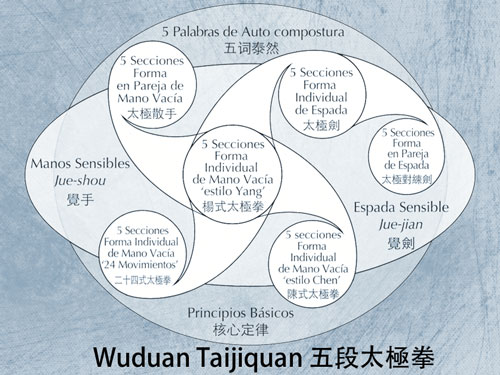 5 Palabras de Auto compostura
五词泰然
5 Secciones
Forma
en Pareja de
Mano Vacía
太極散手
5 Secciones
Forma
Individual
de Espada
太極劍
5 Secciones
Forma
en Pareja
de Espada
太極對練劍
5 Secciones
Forma
Individual
de Mano Vacía
‘estilo Yang’
楊式太極拳
Manos Sensibles
Jue-shou
覺手
Espada Sensible
Jue-jian
覺劍
5 Secciones
Forma Individual
de Mano Vacía
‘24 Movimientos’
二十四式太極拳
5 secciones
Forma Individual
de Mano Vacía
‘estilo Chen’
陳式太極拳
Principios Básicos
核心定律
Wuduan Taijiquan 五段太極拳